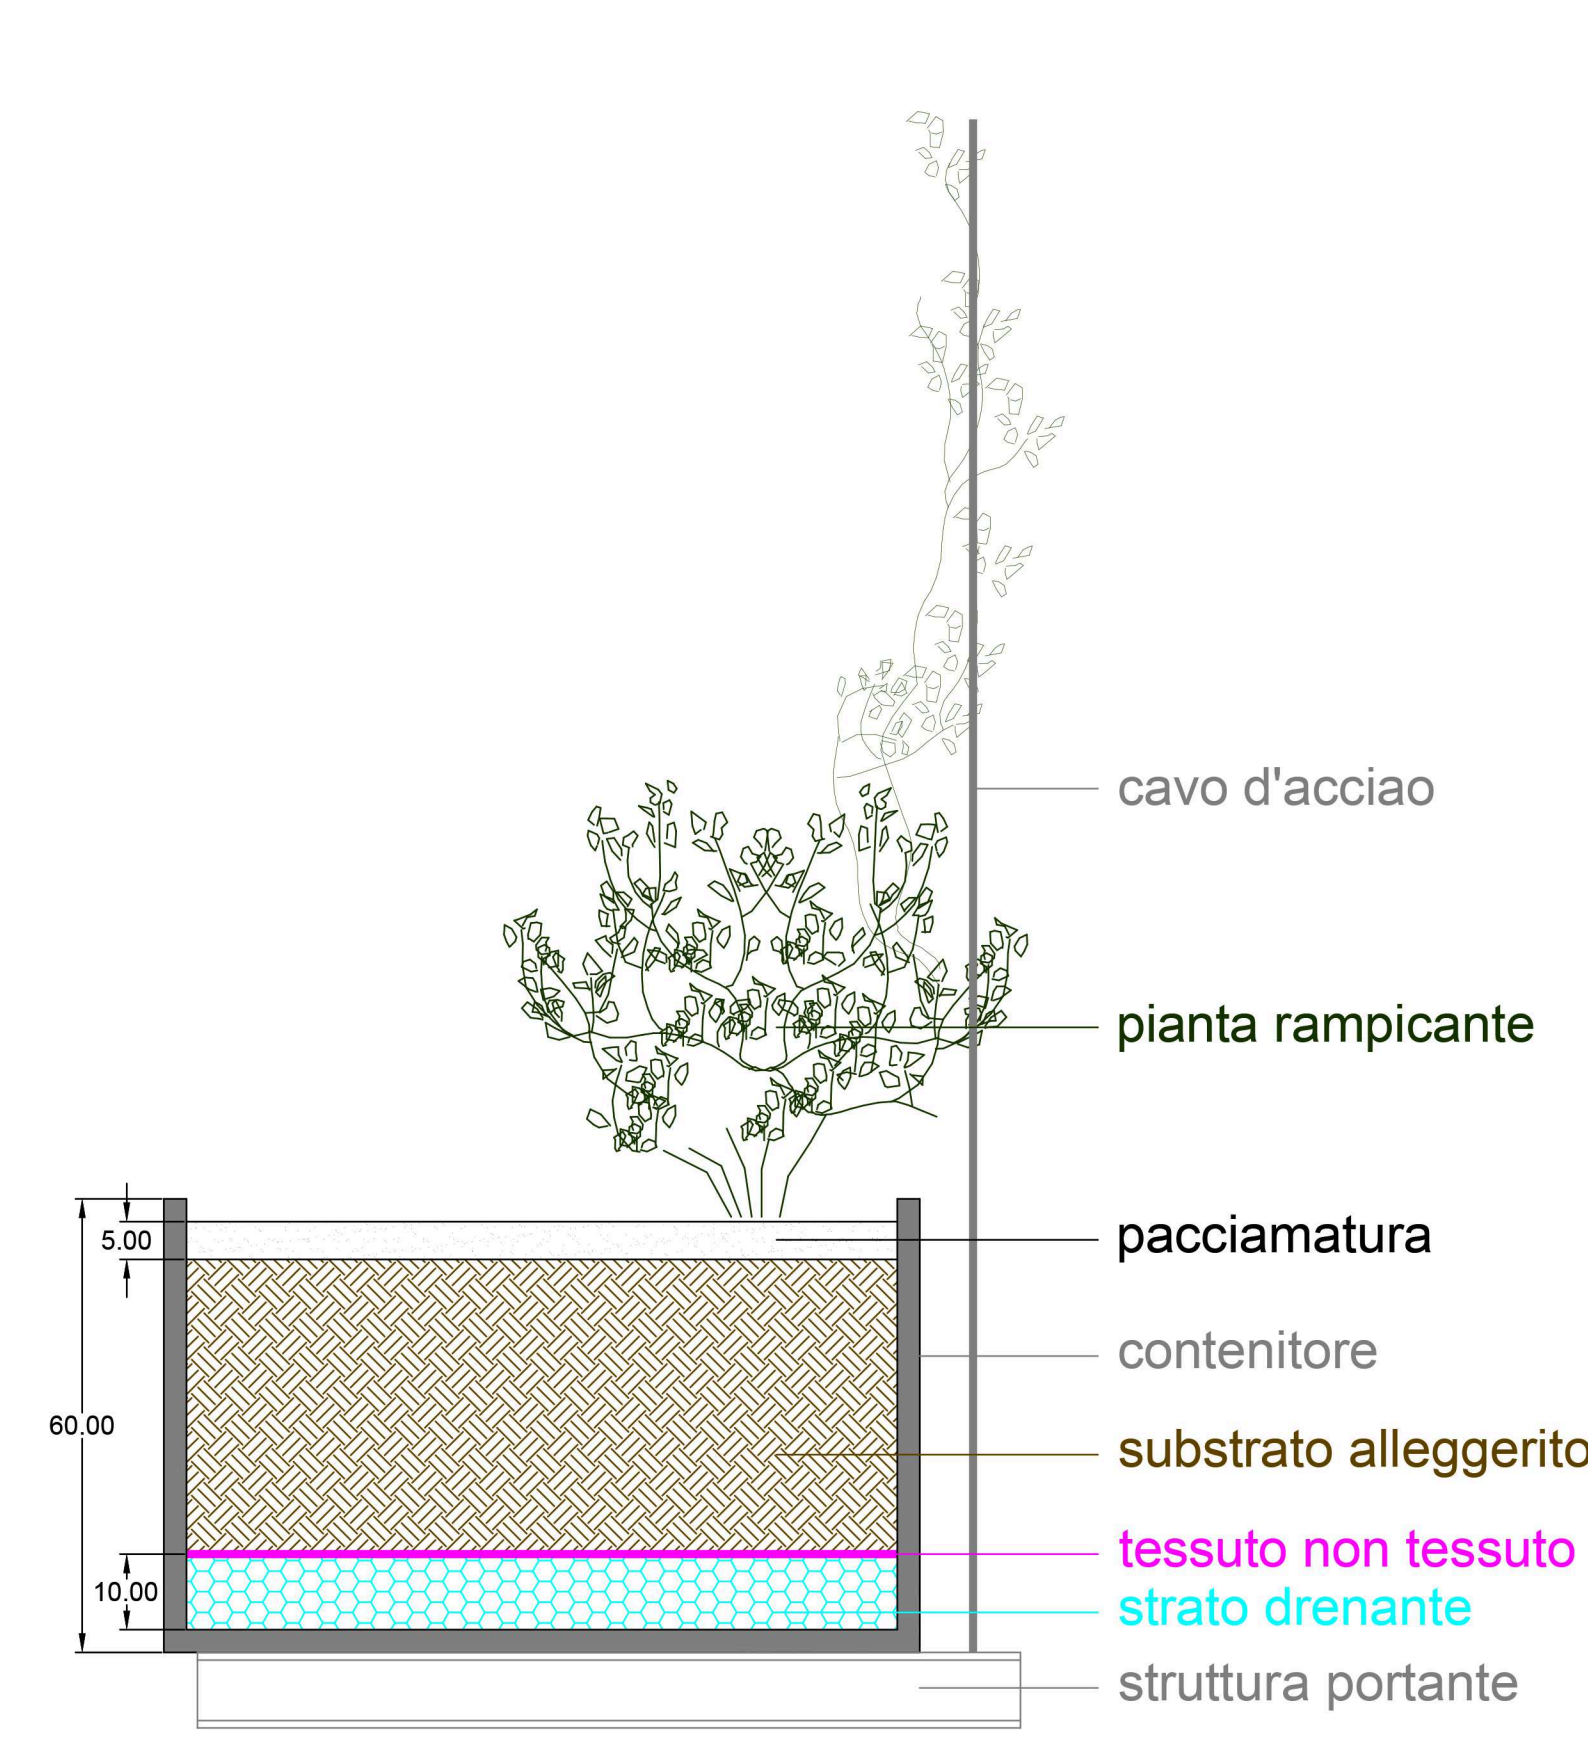 cavo d'acciao
pianta rampicante
pacciamatura
5.00
contenitore
60.00
substrato alleggerito
tessuto non tessuto
10.00
strato drenante
struttura portante